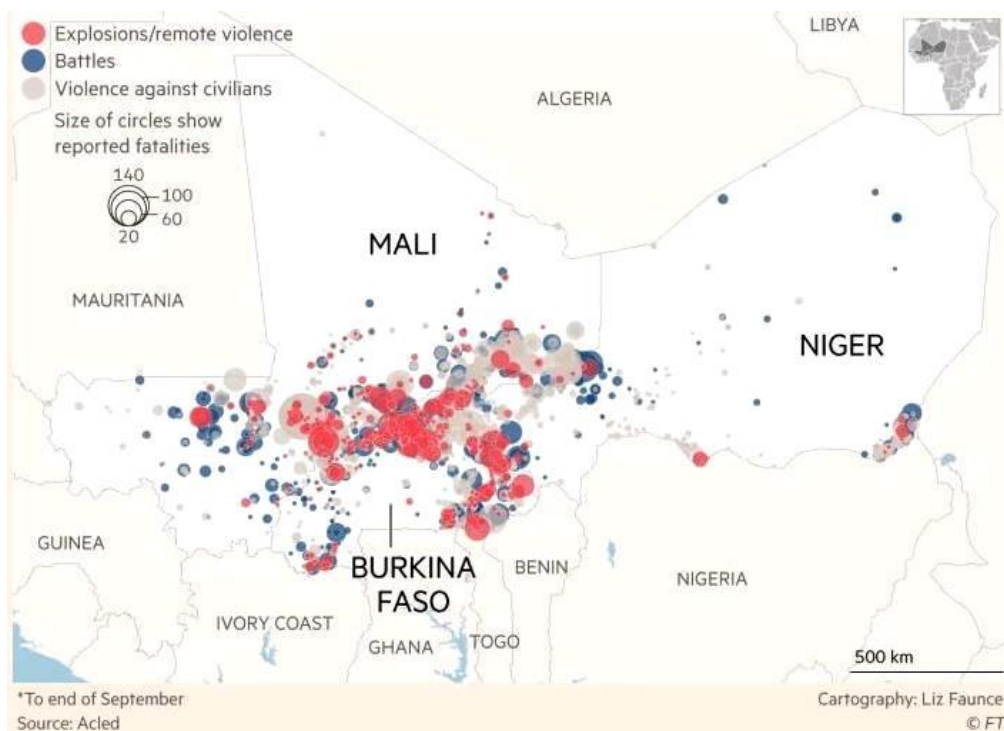 Explosions/remote violence
Battles
Violence against civilians
Size of circles show
reported fatalities
140
100
60
20
LIBYA
ALGERIA
MALI
MAURITANIA
NIGER
GUINEA
BURKINA
FASO
BENIN
NIGERIA
IVORY COAST
GHANA
TOGO
500 km
*To end of September
Source: Acled
Cartography: Liz Faunce
© FT